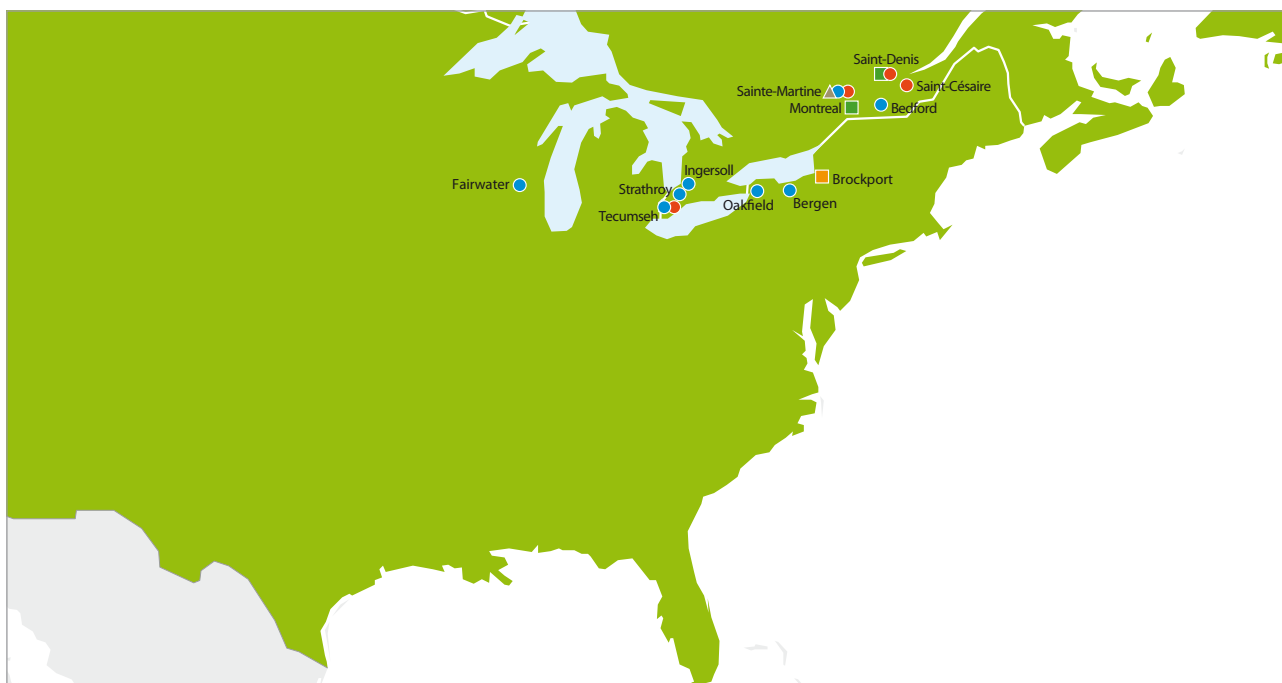 Saint-Denis
Sainte-Martine
Saint-Césaire
Montreal
Bedford
Ingersoll
Fairwater
Strathroy
Brockport
Tecumseh
Oakfield
Bergen